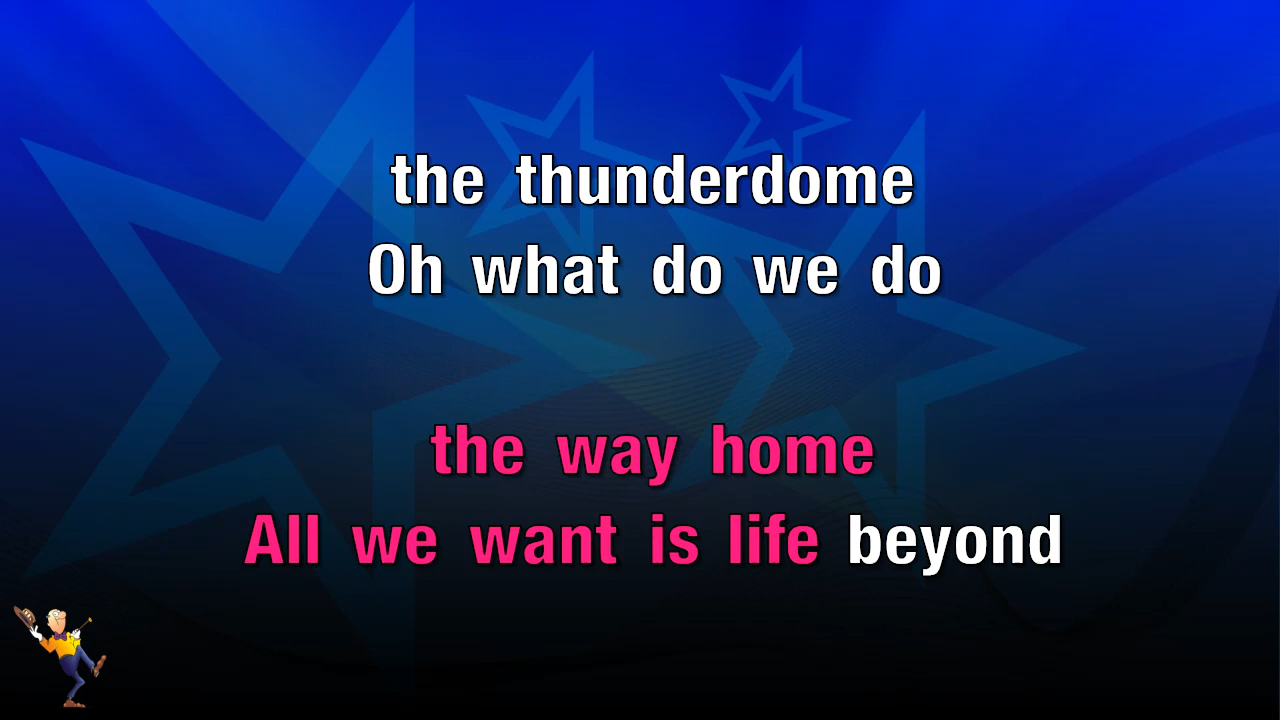 the thunderdome
Oh what do we do
the way home
All we want is life beyond